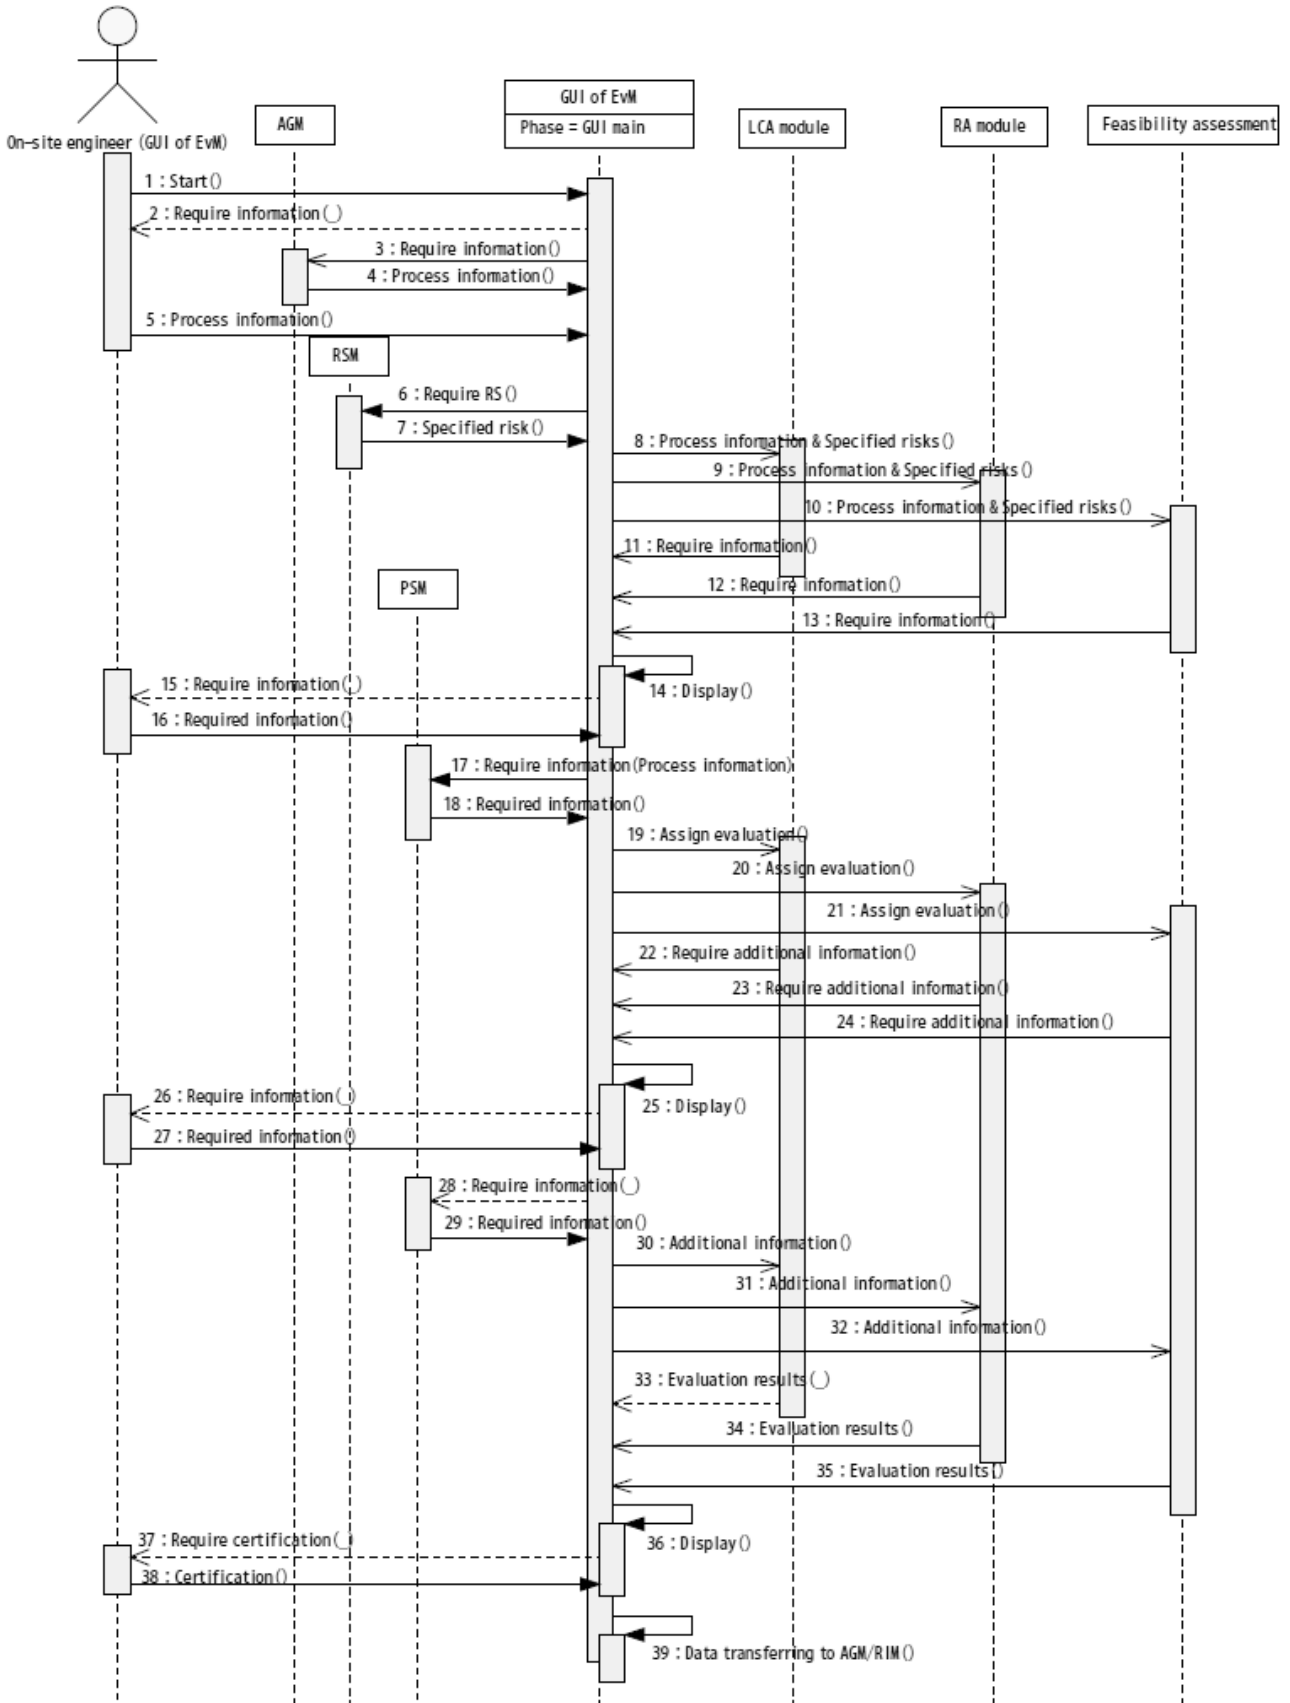 GUI of EvM
Phase = GUI main
AGM
LCA module
RA module
Feasibility assessment
On-site engineer (GUI of EvM)
1 : Start()
2 : Require information(_)
3 : Require information()
4 : Process information()
5 : Process information()
RSM
6 : Require RS()
7 : Specified risk()
8 : Process information & Specified risks()
9 : Process information & Specified risks()
10 : Process information & Specified risks()
11 : Require information()
12 : Require information()
PSM
13 : Require information()
14 : Display()
15 : Require information(_)
16 : Required information()
17 : Require information(Process information)
18 : Required information()
19 : Assign evaluation()
20 : Assign evaluation()
21 : Assign evaluation()
22 : Require additional information()
23 : Require additional information()
24 : Require additional information()
25 : Display()
26 : Require information(_)
27 : Required information()
28 : Require information(_)
29 : Required information()
30 : Additional information()
31 : Additional information()
32 : Additional information()
33 : Evaluation results(_)
34 : Evaluation results()
35 : Evaluation results()
36 : Display()
37 : Require certification(_)
38 : Certification()
39 : Data transferring to AGM/RIM()